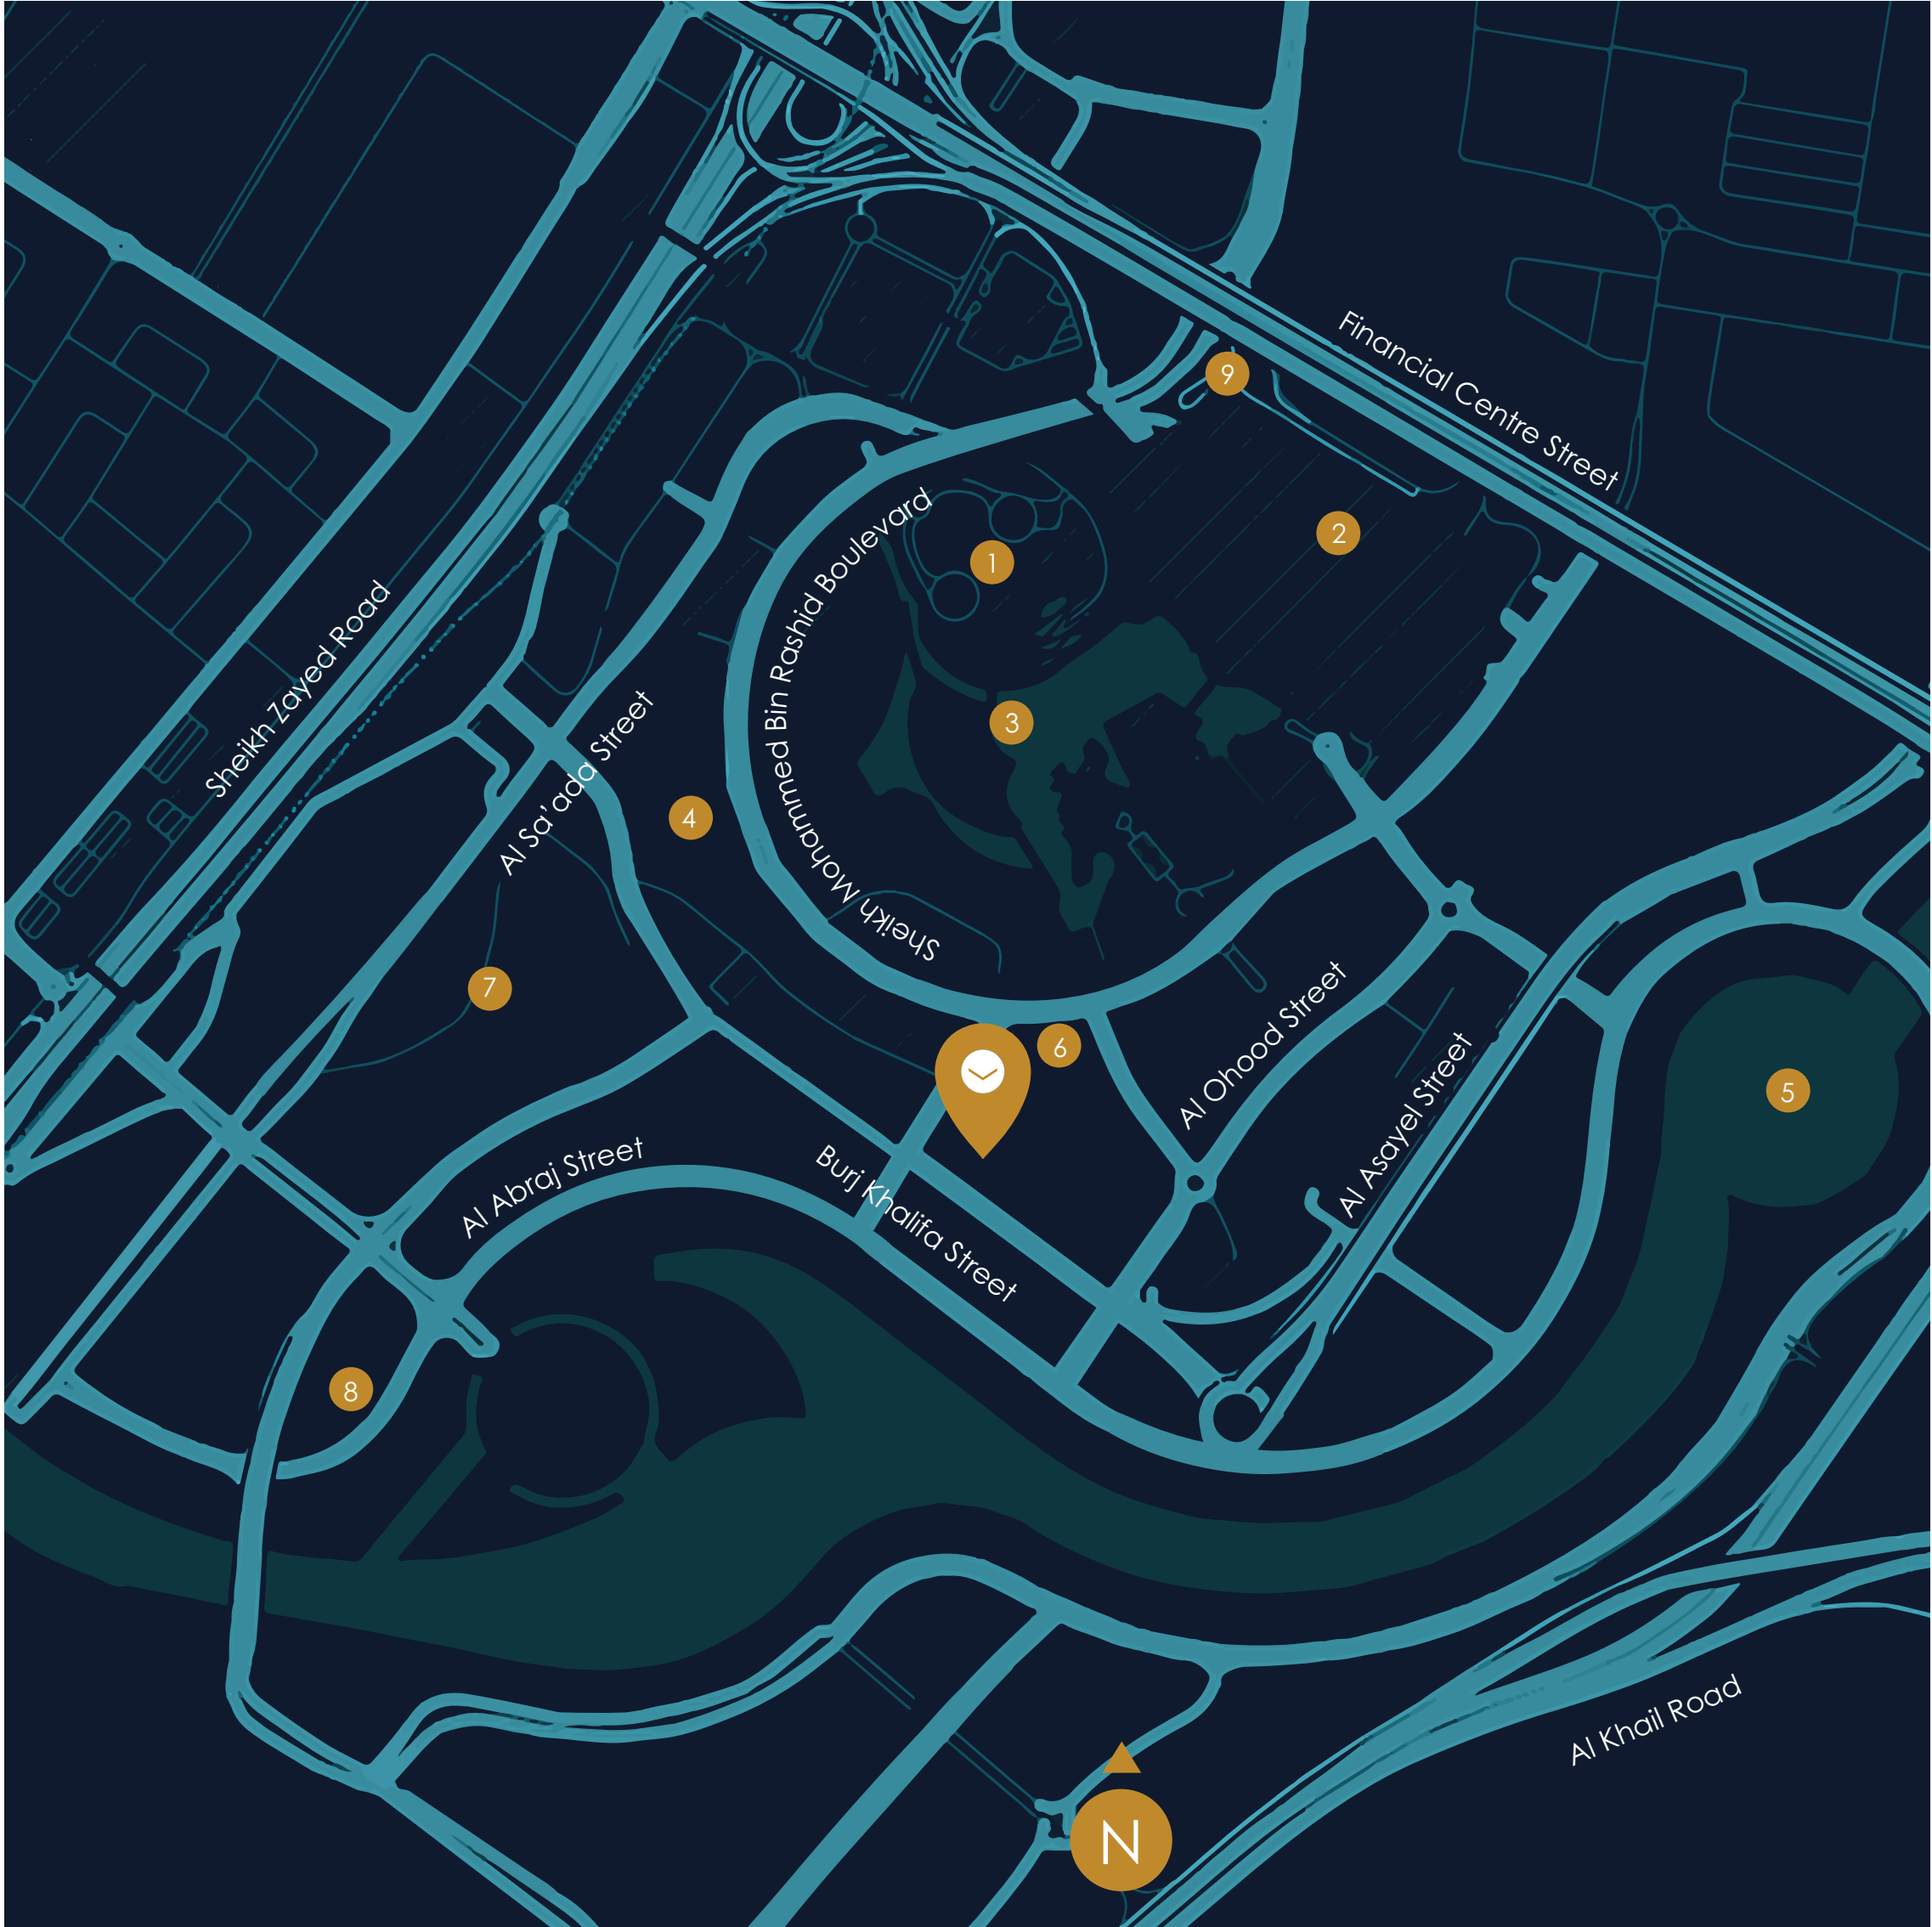 Financial Centre Street
9
2
1
Sheikh Mohammed Bin Rashid Boulevard
Sheikh Zayed Road
Al Sa'ada Street
3
4
7
6
Al Ohood Street
Al Asayel Street
5
Al Abraj Street
Burj Khalifa Street
8
Al Khail Road
N